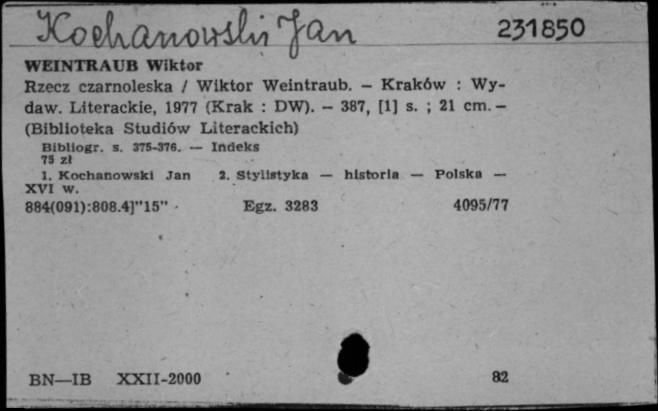 Kochanowski Jan 231850
WEINTRAUB Wiktor
Rzecz czarnoleska / Wiktor Weintraub. — Kraków : Wy-
daw. Literackie, 1977 (Krak : DW). — 387, [1] s. ; 21 cm. —
(Biblioteka Studiów Literackich)
Bibliogr. s. 375-376. — Indeks
75 zł
1. Kochanowski Jan 2. Stylistyka — historia — Polska —
XVI w.
884(091):808.4]"15" Egz. 3283 4095/77
BN—IB XXII-2000 82